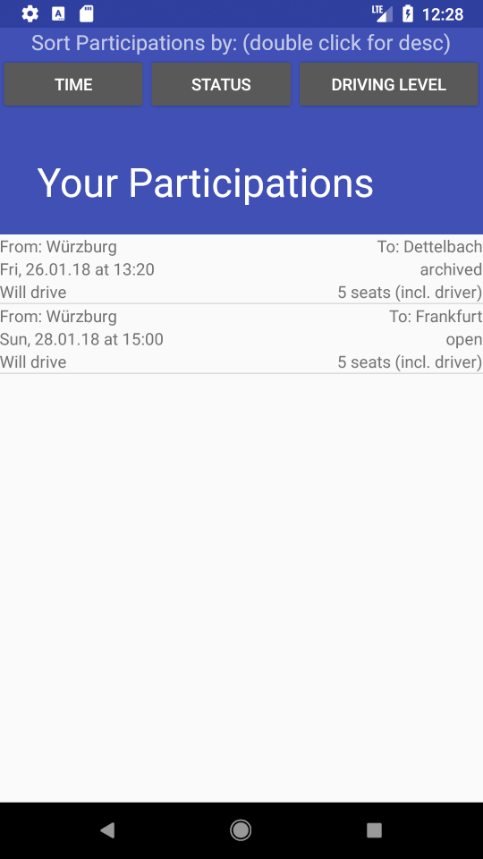 LTE 12:28
Sort Participations by: (double click for desc)
TIME STATUS DRIVING LEVEL
Your Participations
From: Würzburg To: Dettelbach
Fri, 26.01.18 at 13:20 archived
Will drive 5 seats (incl. driver)
From: Würzburg To: Frankfurt
Sun, 28.01.18 at 15:00 open
Will drive 5 seats (incl. driver)